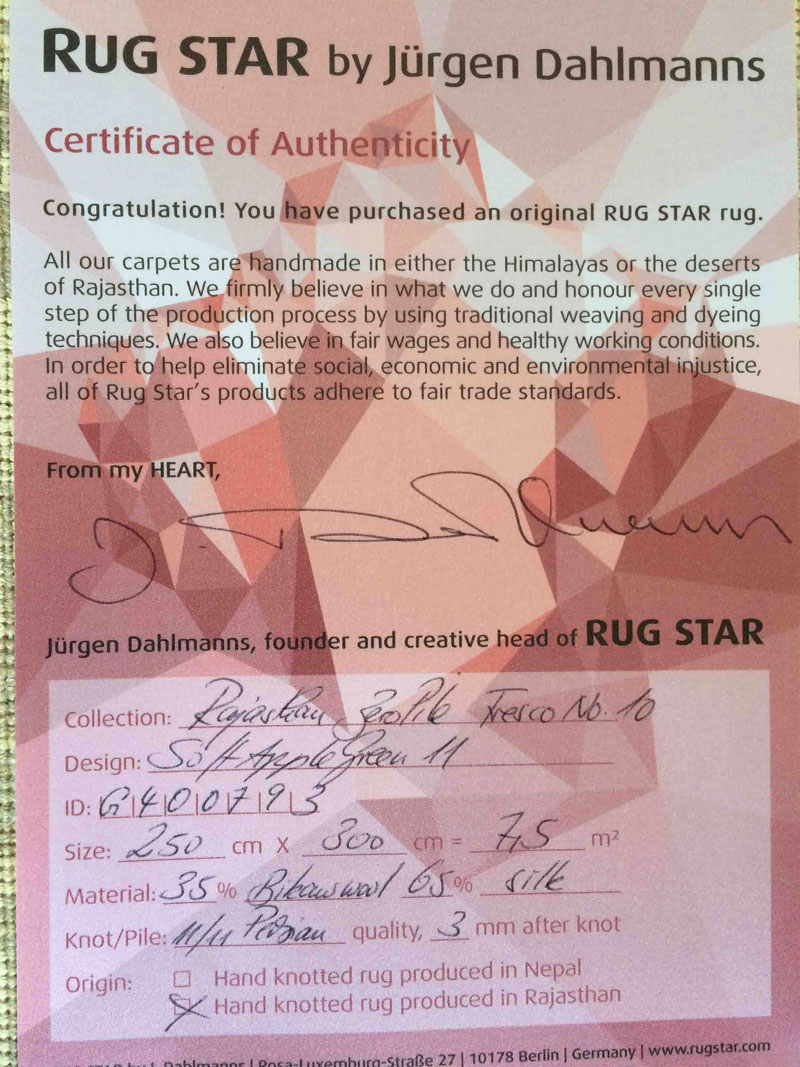 RUG STAR by Jürgen Dahlmanns
Certificate of Authenticity
Congratulation! You have purchased an original RUG STAR rug.
All our carpets are handmade in either the Himalayas or the deserts
of Rajasthan. We firmly believe in what we do and honour every single
step of the production process by using traditional weaving and dyeing
techniques. We also believe in fair wages and healthy working conditions.
In order to help eliminate social, economic and environmental injustice,
all of Rug Star's products adhere to fair trade standards.
From my HEART,
J. Dahlmanns
Jürgen Dahlmanns, founder and creative head of RUG STAR
Collection: Rajasthan, ZeroPile Fresco No. 10
Design: Soft Apple Green 11
ID: G400793
Size: 250 cm X 300 cm = 7,5 m²
Material: 35% 65% silk
Knot/Pile: 11/11 Persian quality, 3 mm after knot
Origin: Hand knotted rug produced in Nepal
Hand knotted rug produced in Rajasthan
Dahlmanns | Rosa-Luxemburg-Straße 27 | 10178 Berlin | Germany | www.rugstar.com